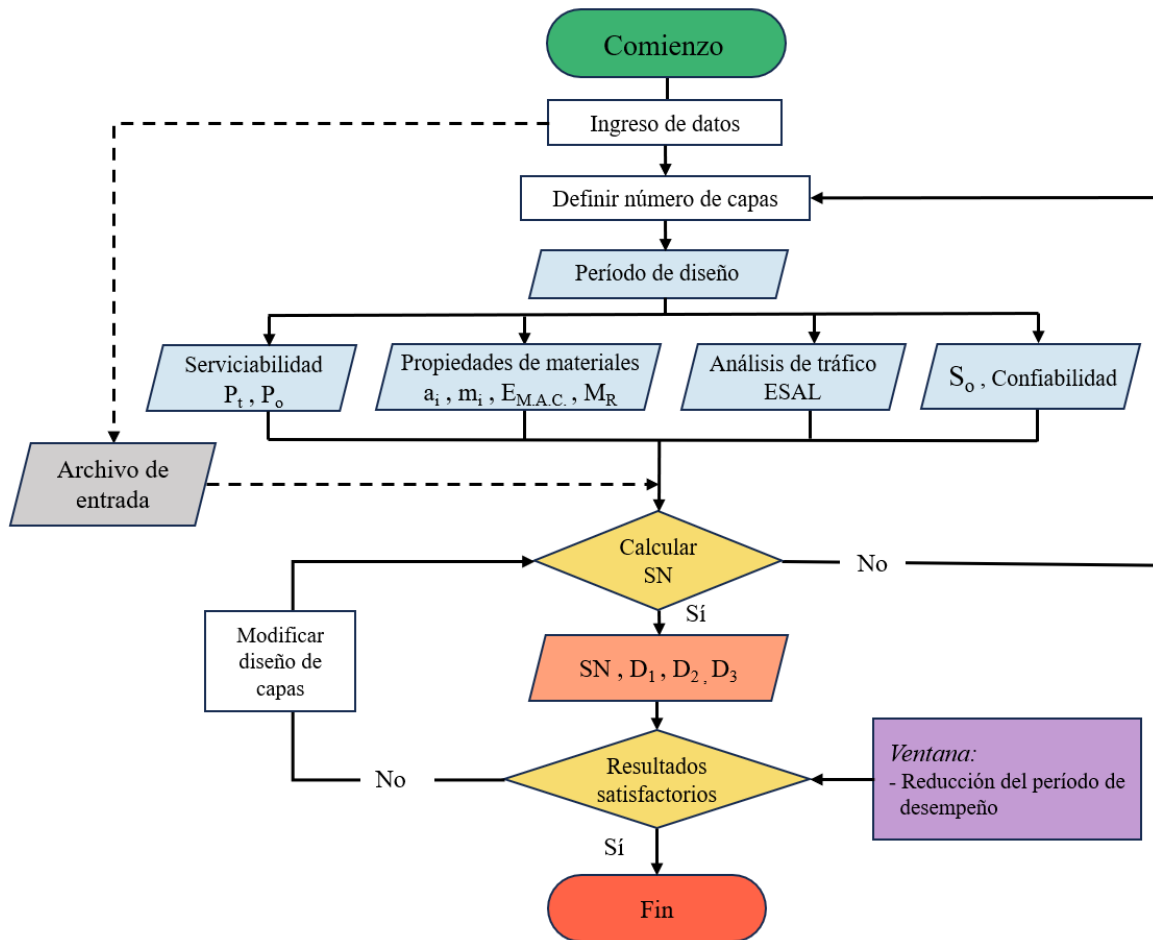 Comienzo
Ingreso de datos
Definir número de capas
Período de diseño
Serviciabilidad
Pt , Po
Propiedades de materiales
ai , mi , EM.A.C. , MR
Análisis de tráfico
ESAL
So , Confiabilidad
Archivo de
entrada
Calcular
SN
No
Sí
Modificar
diseño de
capas
SN , D1 , D2 , D3
Ventana:
- Reducción del período de
desempeño
Resultados
satisfactorios
No
Sí
Fin